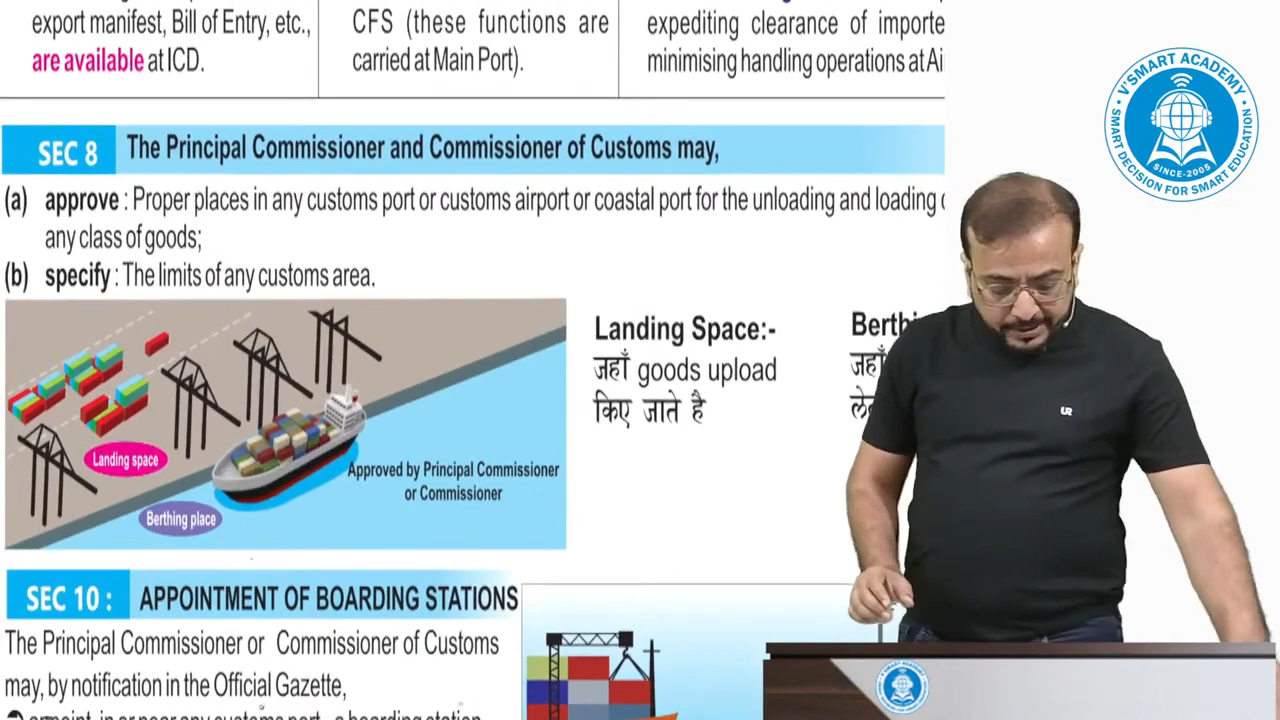 export manifest, Bill of Entry, etc.,
are available at ICD.
CFS (these functions are
carried at Main Port).
expediting clearance of
minimising handling operations at
SEC 8
The Principal Commissioner and Commissioner of Customs may,
(a) approve : Proper places in any customs port or customs airport or coastal port for the unloading and loading
any class of goods;
(b) specify : The limits of any customs area.
Landing space
Berthing place
Approved by Principal Commissioner
or Commissioner
Landing Space:-
जहाँ goods upload
किए जाते है
जहाँ
SEC 10 :
APPOINTMENT OF BOARDING STATIONS
The Principal Commissioner or Commissioner of Customs
may, by notification in the Official Gazette,
V'SMART ACADEMY
SINCE-2005
SMART DECISION FOR SMART EDUCATION
UR